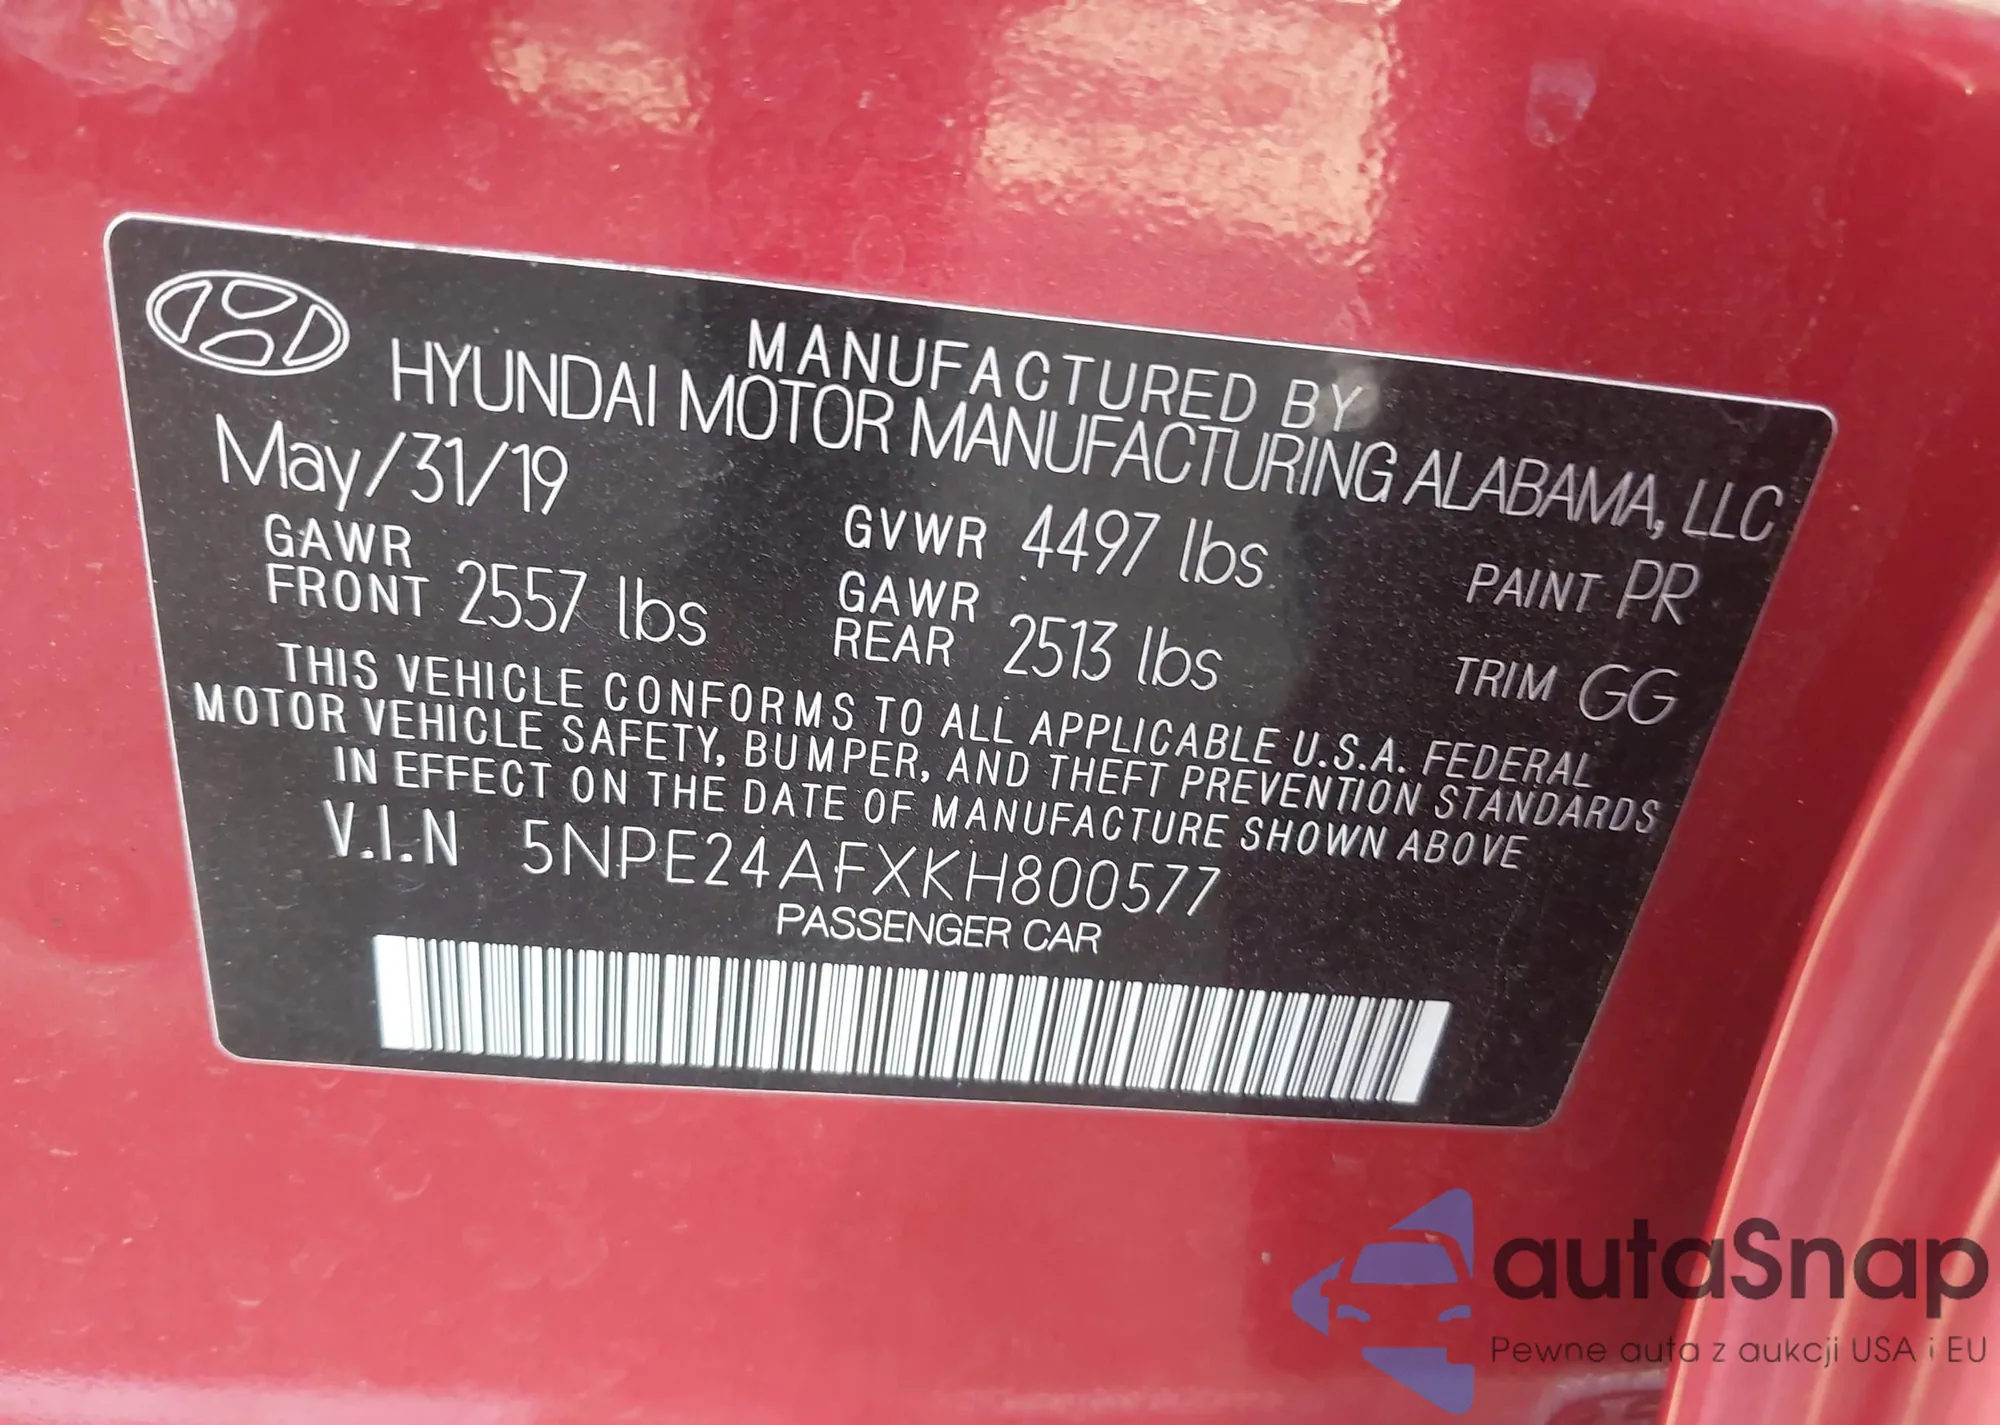 MANUFACTURED BY
HYUNDAI MOTOR MANUFACTURING ALABAMA, LLC
May/31/19
GVWR 4497 lbs
PAINT PR
GAWR
FRONT 2557 lbs
GAWR
REAR 2513 lbs
TRIM GG
THIS VEHICLE CONFORMS TO ALL APPLICABLE U.S.A. FEDERAL
MOTOR VEHICLE SAFETY, BUMPER, AND THEFT PREVENTION STANDARDS
IN EFFECT ON THE DATE OF MANUFACTURE SHOWN ABOVE
V.I.N 5NPE24AFXKH800577
PASSENGER CAR
autaSnap
Pewne auta z aukcji USA i EU